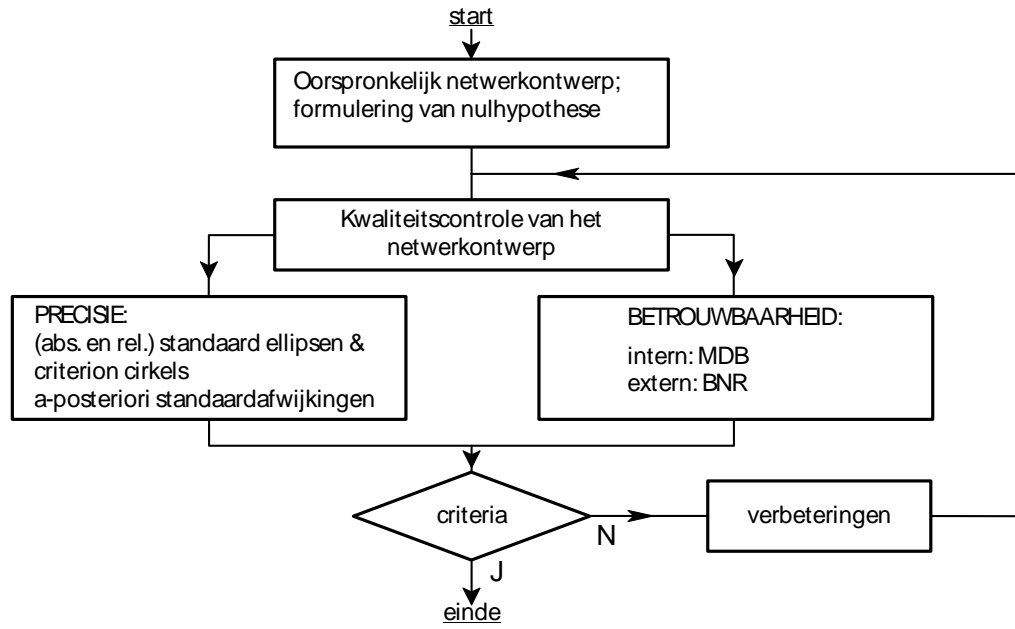 start
Oorspronkelijk netwerkontwerp;
formulering van nulhypothese
Kwaliteitscontrole van het
netwerkontwerp
PRECISIE:
(abs. en rel.) standaard ellipsen &
criterion cirkels
a-posteriori standaardafwijkingen
BETROUWBAARHEID:
intern: MDB
extern: BNR
criteria
N
verbeteringen
J
einde